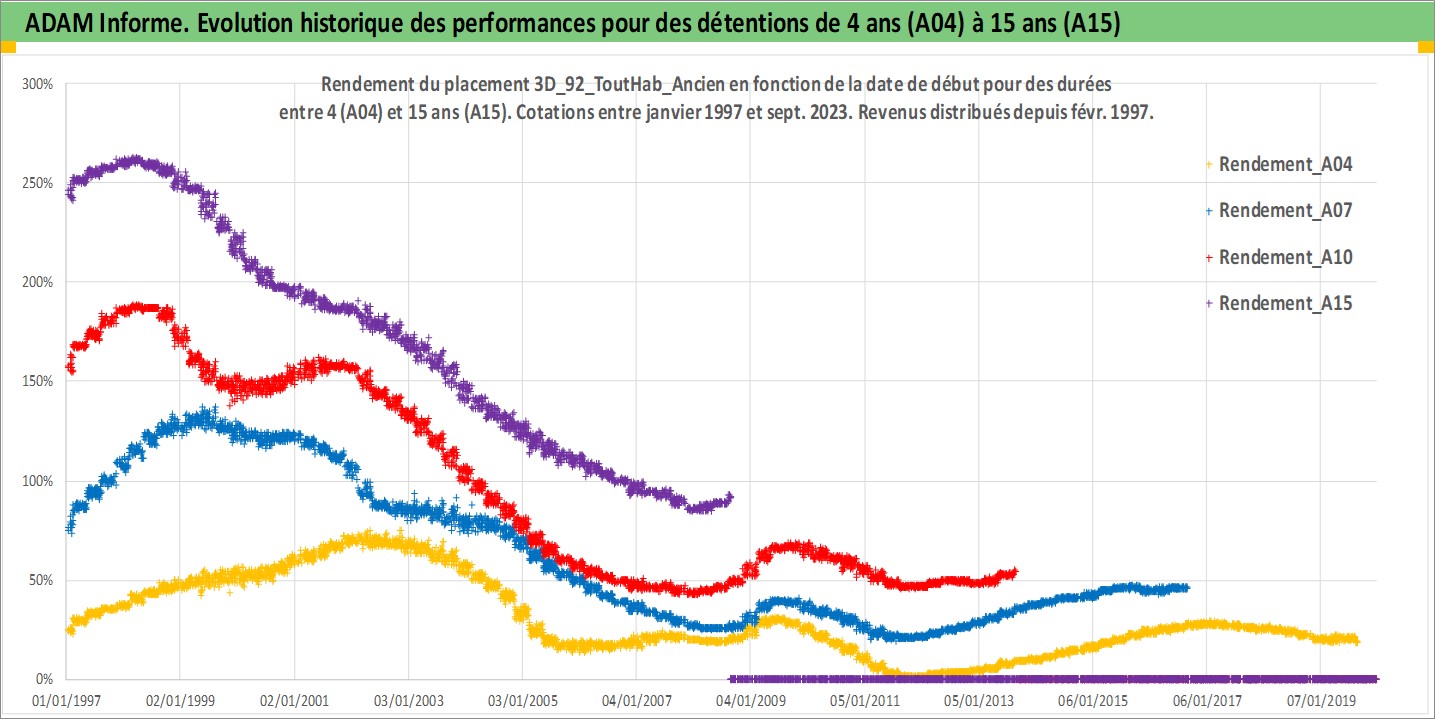 ADAM Informe. Evolution historique des performances pour des détentions de 4 ans (A04) à 15 ans (A15)
Rendement du placement 3D_92_ToutHab_Ancien en fonction de la date de début pour des durées
entre 4 (A04) et 15 ans (A15). Cotations entre janvier 1997 et sept. 2023. Revenus distribués depuis févr. 1997.
300%
250%
200%
150%
100%
50%
0%
Rendement_A04
Rendement_A07
Rendement_A10
Rendement_A15
01/01/1997 02/01/1999 02/01/2001 03/01/2003 03/01/2005 04/01/2007 04/01/2009 05/01/2011 05/01/2013 06/01/2015 06/01/2017 07/01/2019